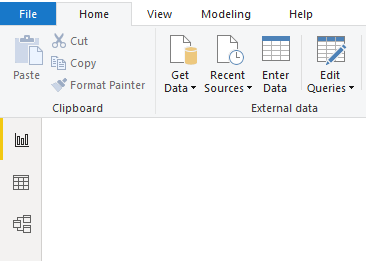 File Home View Modeling Help
Paste
Cut
Copy
Format Painter
Clipboard
Get Data
Recent Sources
Enter Data
Edit Queries
External data